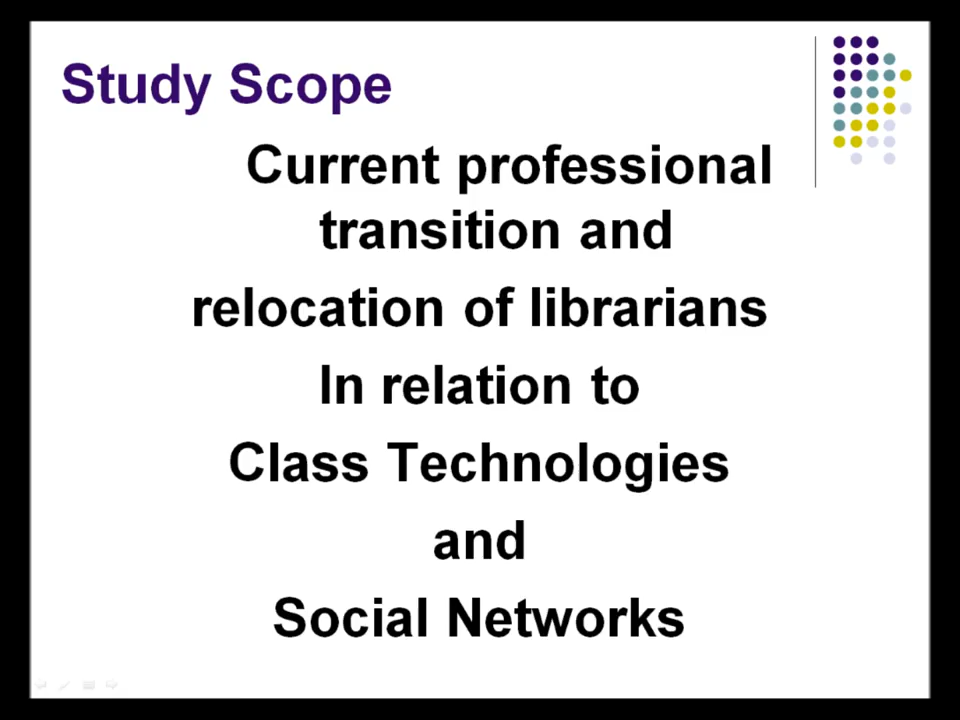 Study Scope
Current professional
transition and
relocation of librarians
In relation to
Class Technologies
and
Social Networks